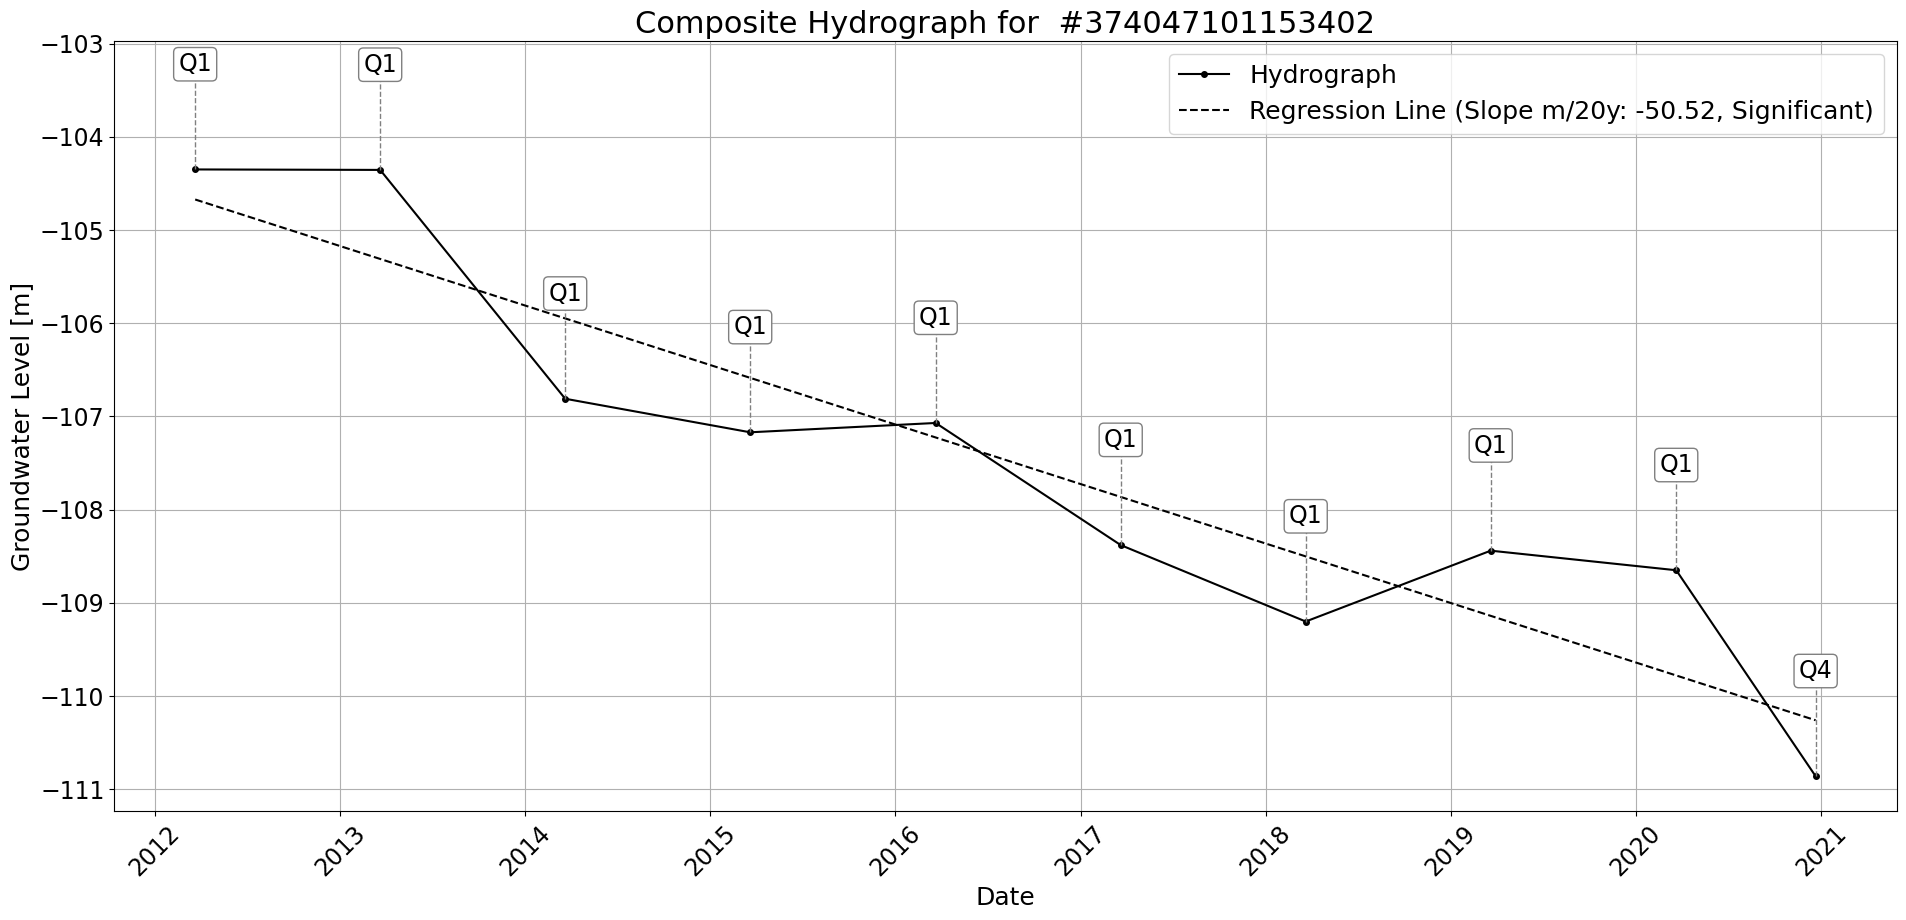 Composite Hydrograph for  #374047101153402
Hydrograph
Regression Line (Slope m/20y: -50.52, Significant)
Q1
Q1
Q1
Q1
Q1
Q1
Q1
Q1
Q1
Q4
Groundwater Level [m]
−103
−104
−105
−106
−107
−108
−109
−110
−111
2012
2013
2014
2015
2016
2017
2018
2019
2020
2021
Date